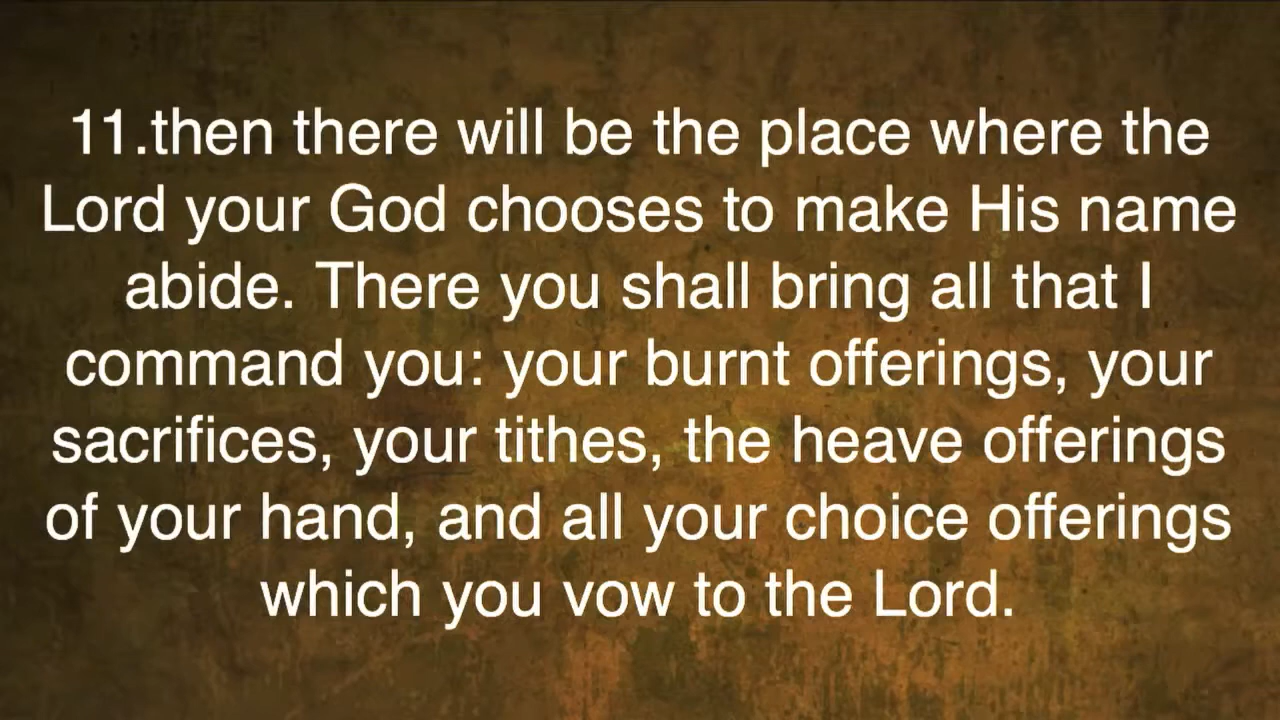 11.then there will be the place where the
Lord your God chooses to make His name
abide. There you shall bring all that I
command you: your burnt offerings, your
sacrifices, your tithes, the heave offerings
of your hand, and all your choice offerings
which you vow to the Lord.